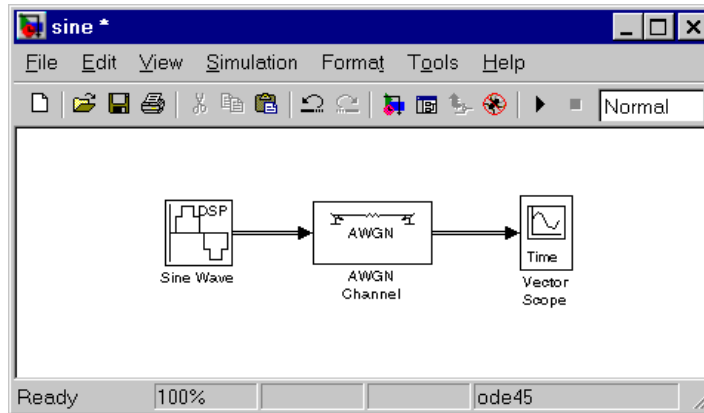 sine *
File Edit View Simulation Format Tools Help
Normal
DSP
AWGN
Time
Sine Wave
AWGN
Channel
Vector
Scope
Ready 100% ode45